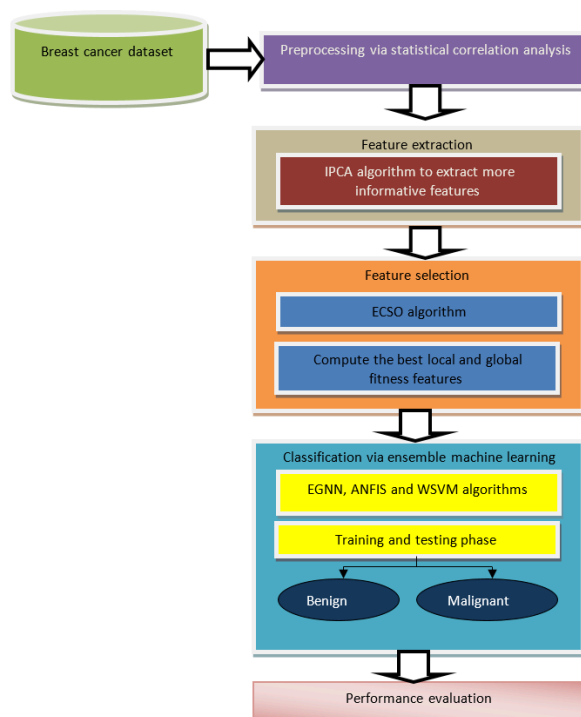 Breast cancer dataset
Preprocessing via statistical correlation analysis
Feature extraction
IPCA algorithm to extract more
informative features
Feature selection
ECSO algorithm
Compute the best local and global
fitness features
Classification via ensemble machine learning
EGNN, ANFIS and WSVM algorithms
Training and testing phase
Benign
Malignant
Performance evaluation